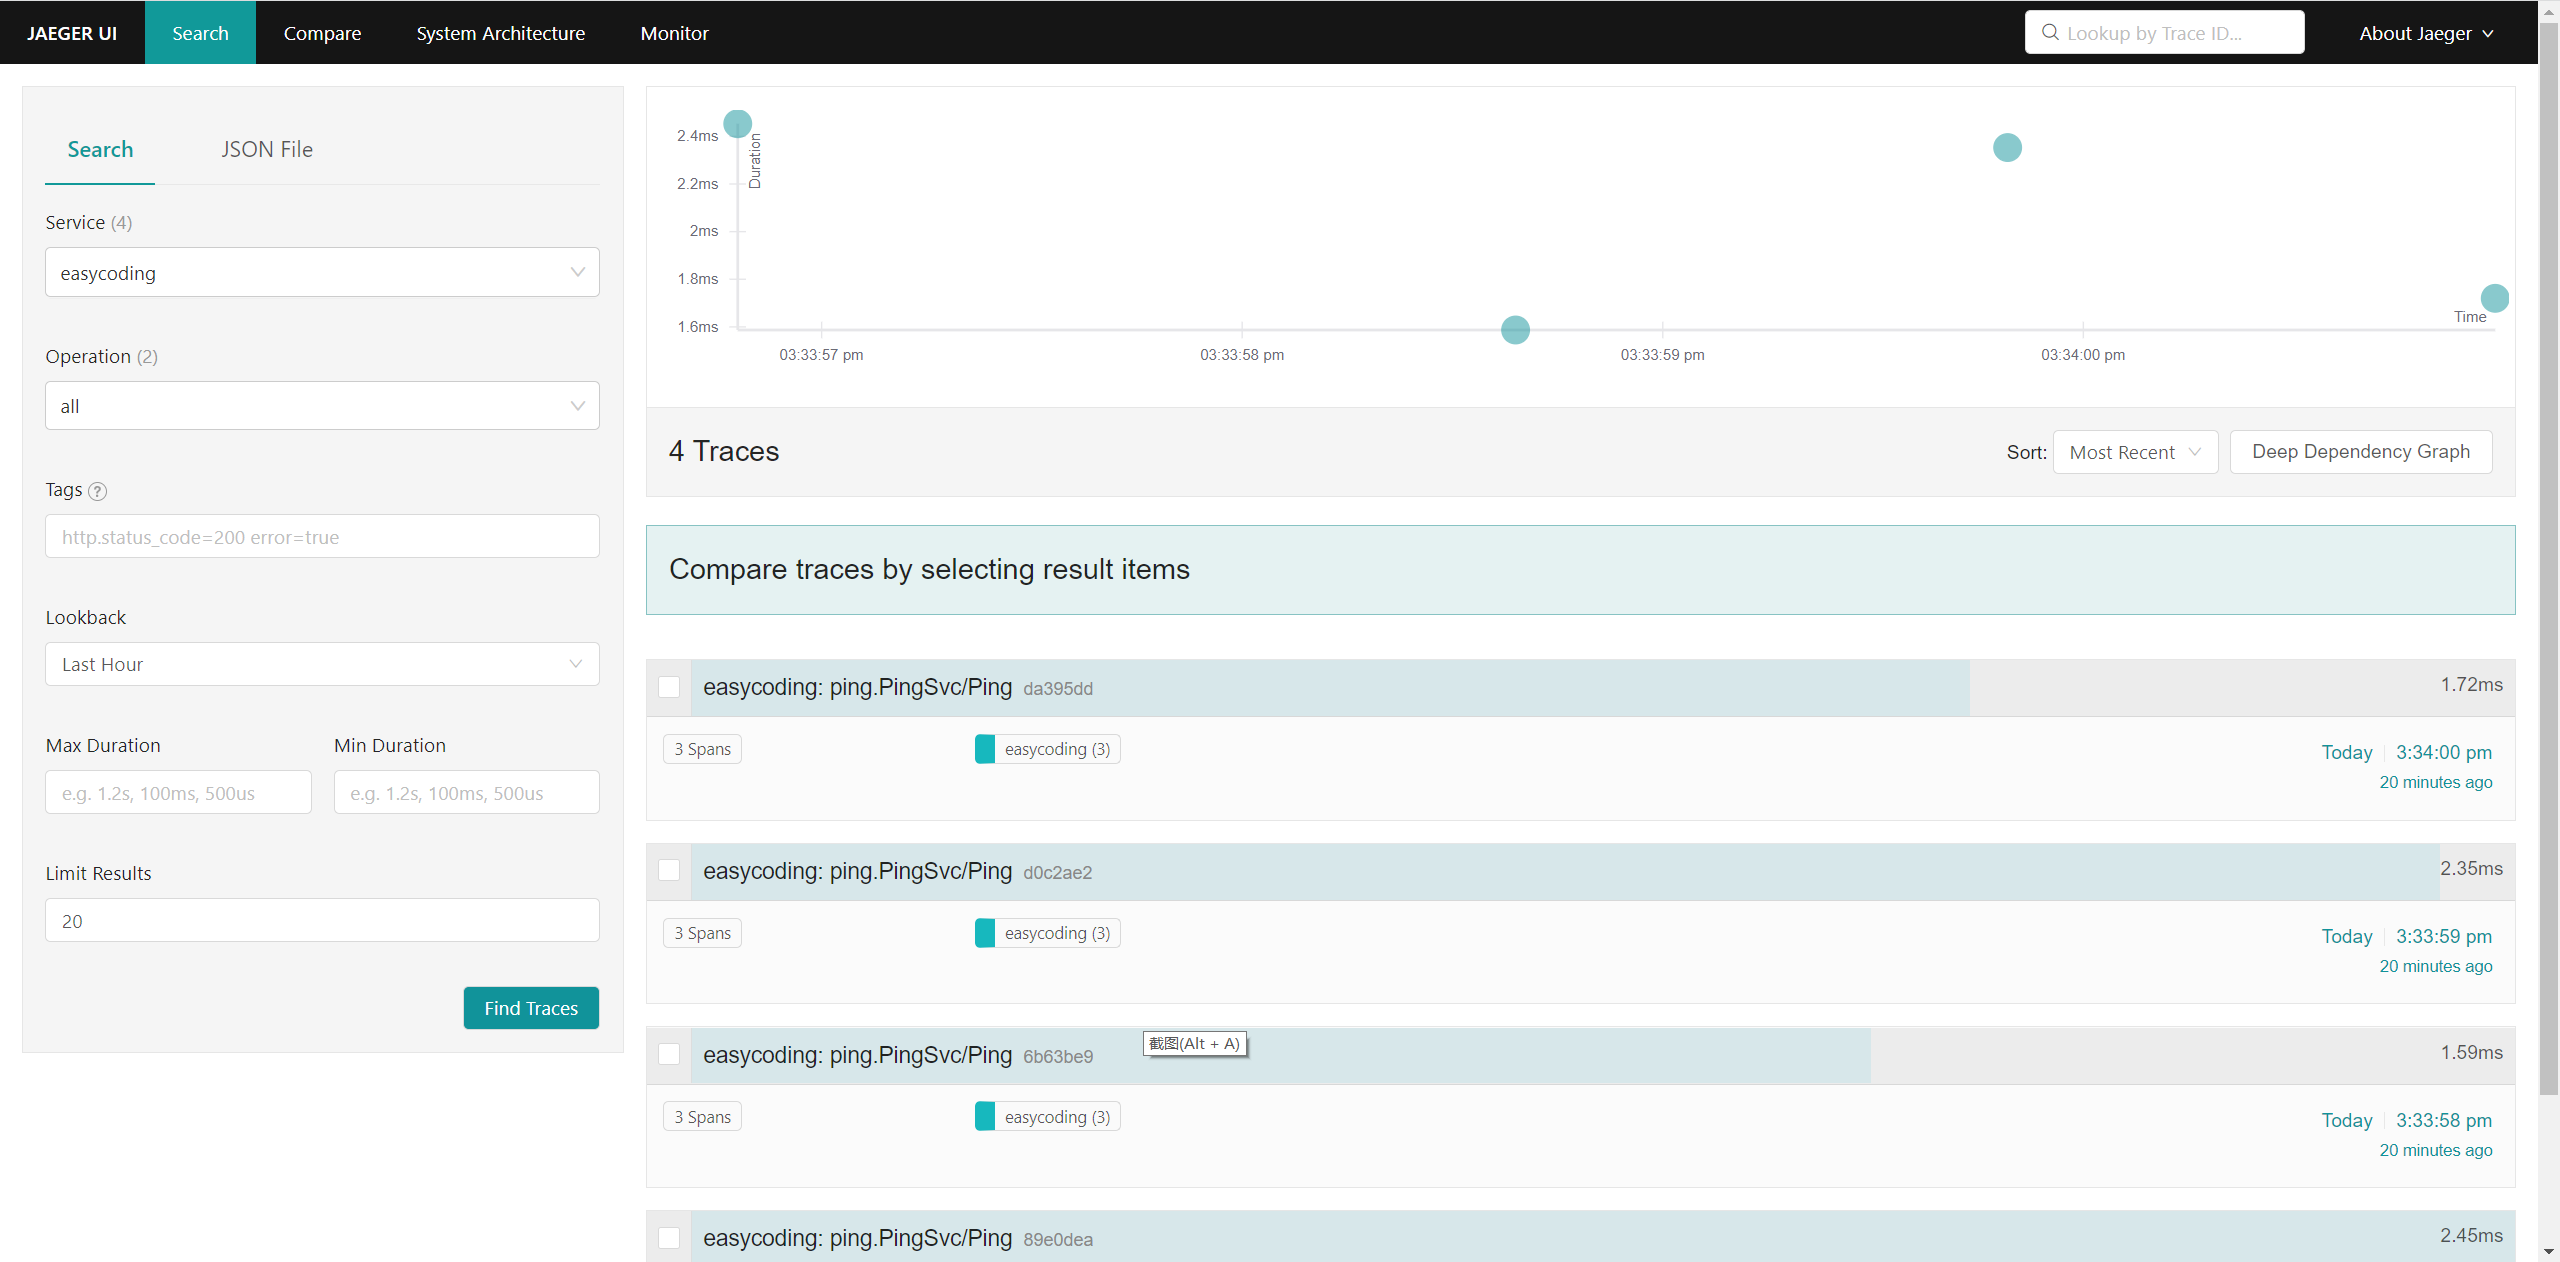 JAEGER UI
Search
Compare
System Architecture
Monitor
Lookup by Trace ID...
About Jaeger
Search
JSON File
Service (4)
easycoding
Operation (2)
all
Tags ?
http.status_code=200 error=true
Lookback
Last Hour
Max Duration
Min Duration
e.g. 1.2s, 100ms, 500us
e.g. 1.2s, 100ms, 500us
Limit Results
20
Find Traces
2.4ms
2.2ms
2ms
1.8ms
1.6ms
Duration
Time
03:33:57 pm
03:33:58 pm
03:33:59 pm
03:34:00 pm
4 Traces
Sort: Most Recent
Deep Dependency Graph
Compare traces by selecting result items
easycoding: ping.PingSvc/Ping da395dd
1.72ms
3 Spans
easycoding (3)
Today 3:34:00 pm
20 minutes ago
easycoding: ping.PingSvc/Ping d0c2ae2
2.35ms
3 Spans
easycoding (3)
Today 3:33:59 pm
20 minutes ago
easycoding: ping.PingSvc/Ping 6b63be9
截图(Alt + A)
1.59ms
3 Spans
easycoding (3)
Today 3:33:58 pm
20 minutes ago
easycoding: ping.PingSvc/Ping 89e0dea
2.45ms